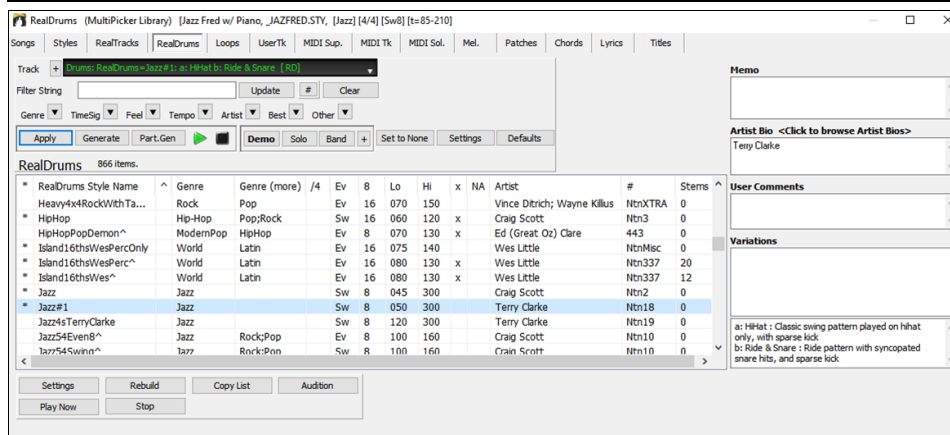 RealDrums (MultiPicker Library) [Jazz Fred w/ Piano, _JAZFRED.STY, [Jazz] [4/4] [Sw8] [t=85-210]
Songs Styles RealTracks RealDrums Loops UserTk MIDI Sup. MIDI Tk MIDI Sol. Mel. Patches Chords Lyrics Titles
Track + Drums: RealDrums=Jazz#1: a: HiHat b: Ride & Snare [RD]
Filter String Update # Clear
Genre TimeSig Feel Tempo Artist Best Other
Apply Generate Part.Gen Demo Solo Band + Set to None Settings Defaults
RealDrums 866 items.
* RealDrums Style Name ^ Genre Genre (more) /4 Ev 8 Lo Hi x NA Artist # Stems
Heavy4x4RockWithTa... Rock Pop Ev 16 070 150 Vince Ditrich; Wayne Killius NtnXTRA 0
* HipHop Hip-Hop Pop;Rock Sw 16 060 120 x Craig Scott Ntn3 0
HipHopPopDemon^ ModernPop HipHop Ev 8 070 130 x Ed (Great Oz) Clare 443 0
* Island16thsWesPercOnly World Latin Ev 16 075 140 Wes Little NtnMisc 0
* Island16thsWesPerc^ World Latin Ev 16 080 130 x Wes Little Ntn337 20
* Island16thsWes^ World Latin Ev 16 080 130 x Wes Little Ntn337 12
* Jazz Jazz Sw 8 045 300 Craig Scott Ntn2 0
* Jazz#1 Jazz Sw 8 050 300 Terry Clarke Ntn18 0
Jazz4sTerryClarke Jazz Sw 8 120 300 Terry Clarke Ntn19 0
Jazz54Even8^ Jazz Rock;Pop Ev 8 100 160 Craig Scott Ntn10 0
Jazz54Swing^ Jazz Rock;Pop Sw 8 100 160 Craig Scott Ntn10 0
Settings Rebuild Copy List Audition
Play Now Stop
Memo
Artist Bio <Click to browse Artist Bios>
Terry Clarke
User Comments
Variations
a: HiHat : Classic swing pattern played on hihat
only, with sparse kick
b: Ride & Snare : Ride pattern with syncopated
snare hits, and sparse kick